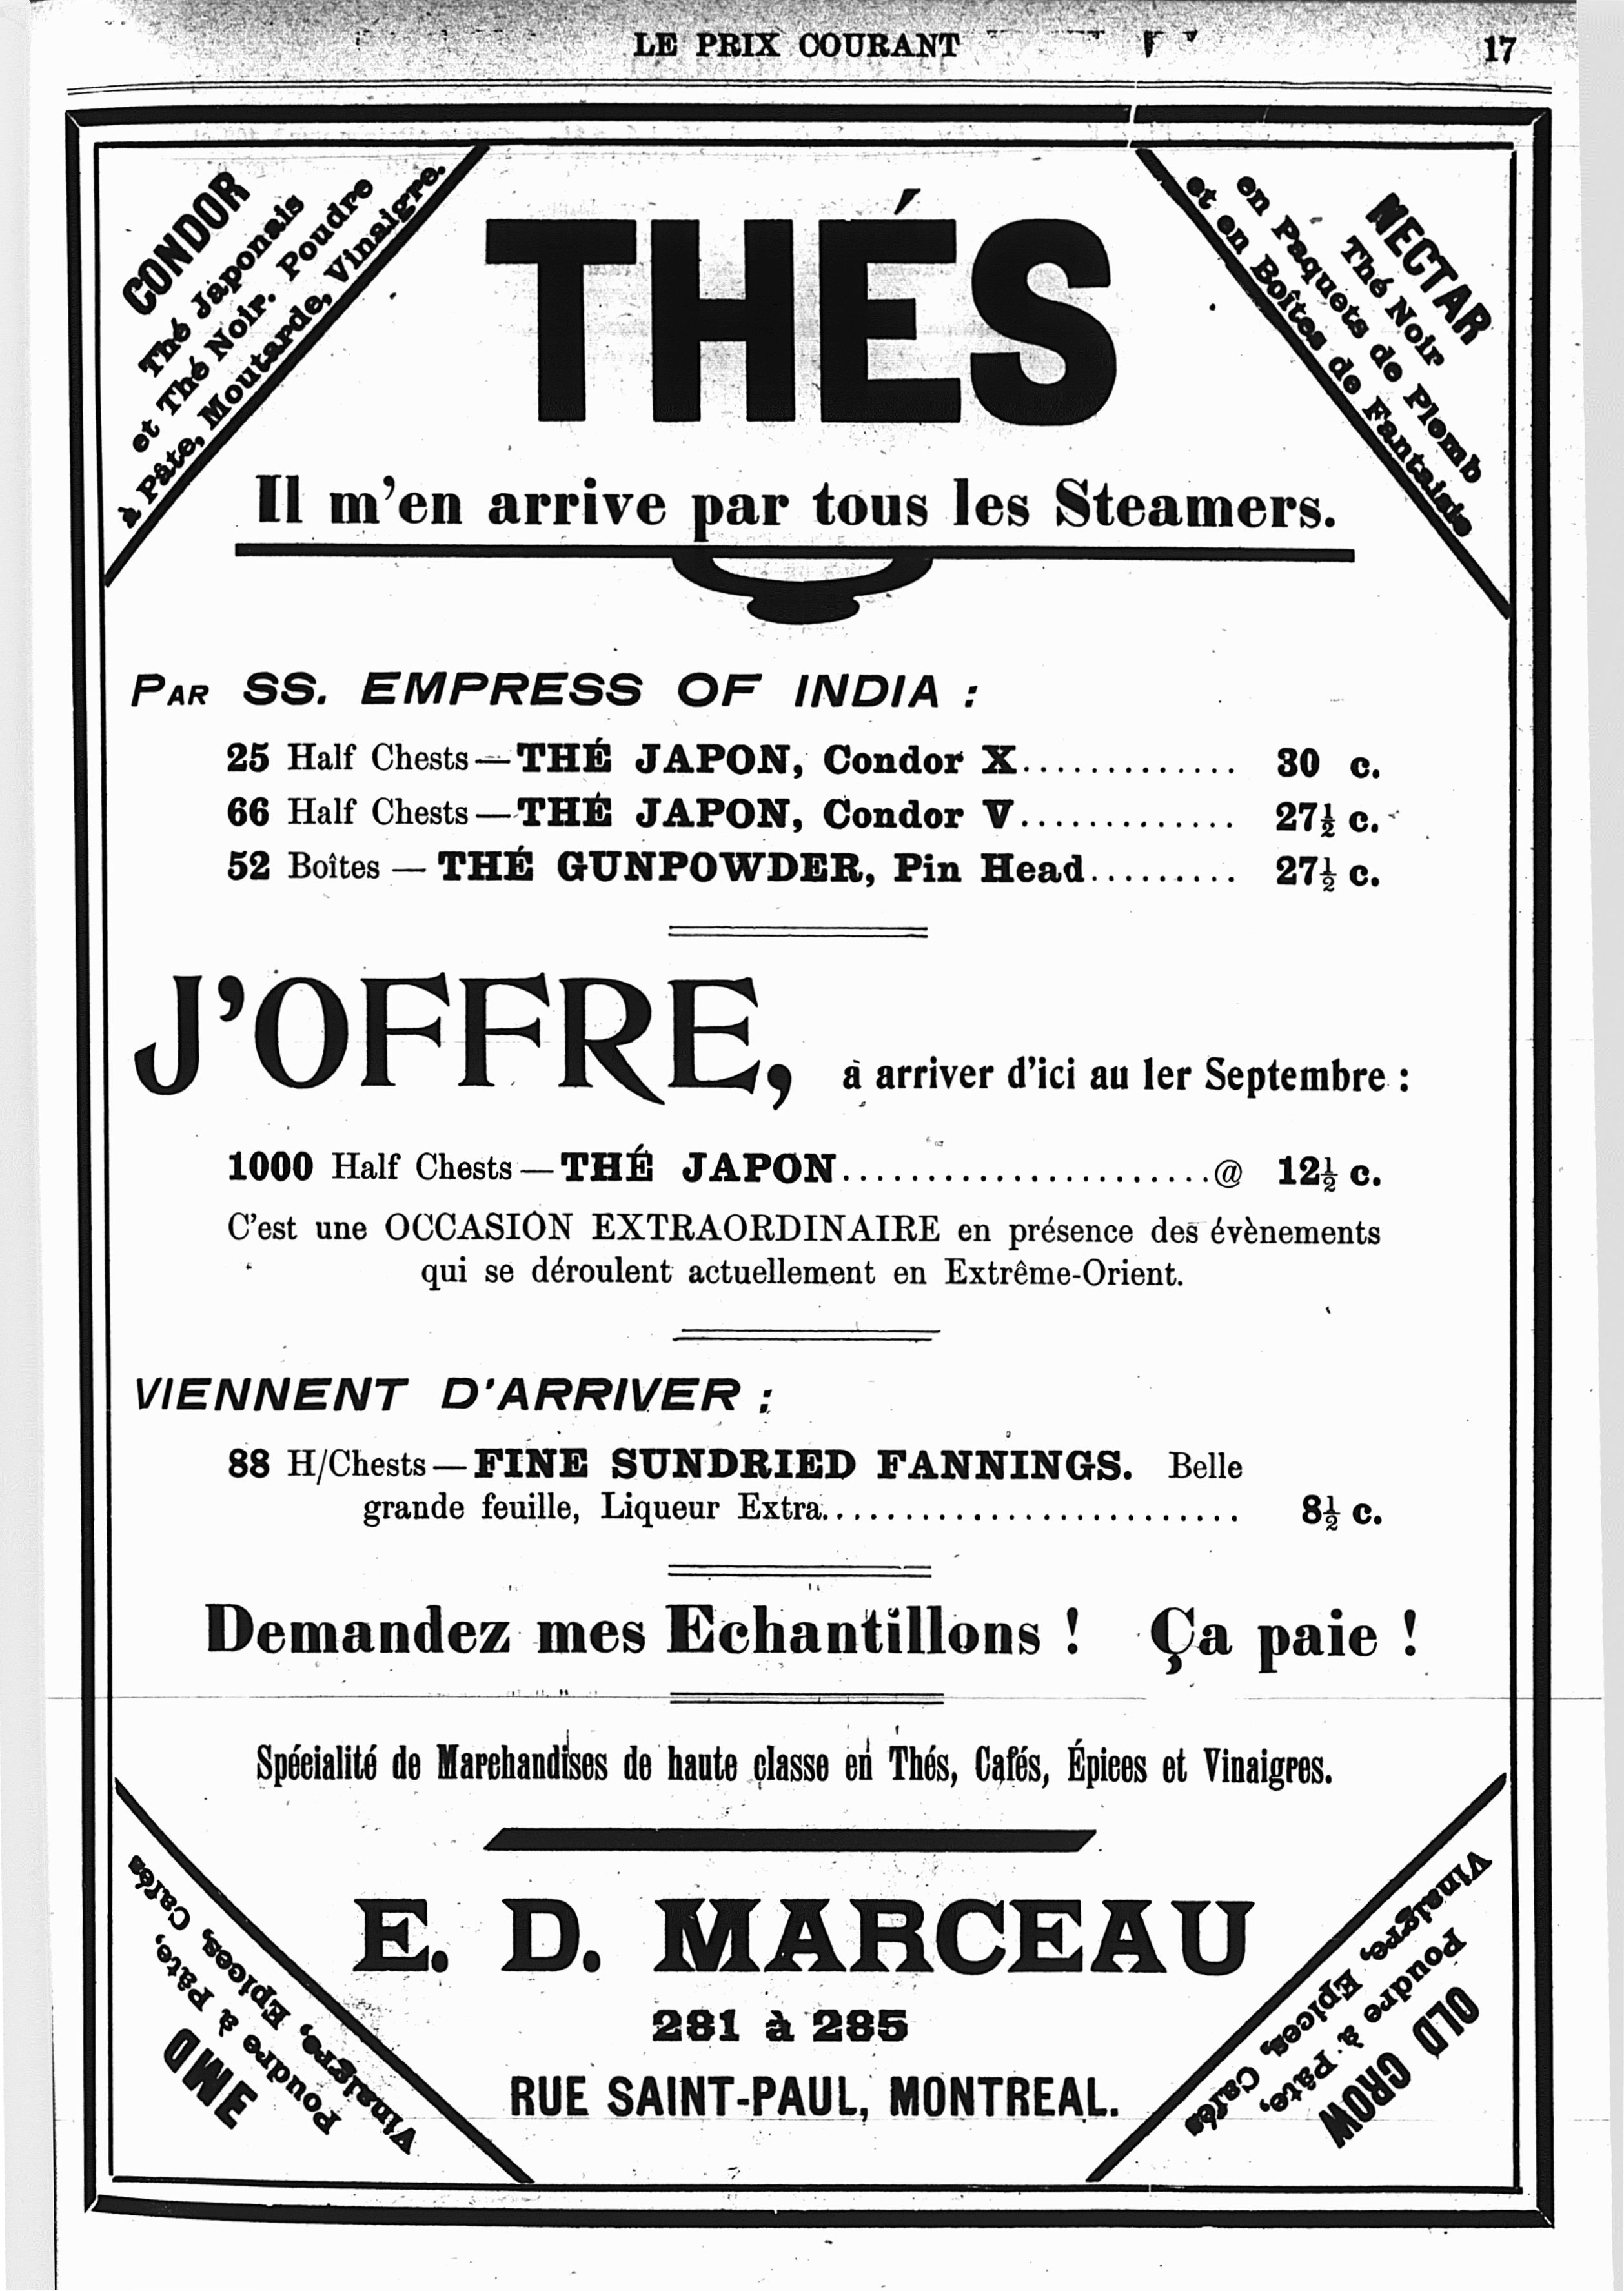 LE PRIX COURANT
17
CONDOR
Thé Japonais
et Thé Noir. Poudre
à Pâte, Moutarde, Vinaigre.
NECTAR
Thé Noir
en Paquets de Plomb
et en Boîtes de Fantaisie
THÉS
Il m'en arrive par tous les Steamers.
PAR SS. EMPRESS OF INDIA :
25 Half Chests — THÉ JAPON, Condor X............. 30 c.
66 Half Chests — THÉ JAPON, Condor V............. 27½ c.
52 Boîtes — THÉ GUNPOWDER, Pin Head......... 27½ c.
J'OFFRE, à arriver d'ici au 1er Septembre :
1000 Half Chests — THÉ JAPON......................@ 12½ c.
C'est une OCCASION EXTRAORDINAIRE en présence des évènements
qui se déroulent actuellement en Extrême-Orient.
VIENNENT D'ARRIVER :
88 H/Chests — FINE SUNDRIED FANNINGS. Belle
grande feuille, Liqueur Extra......................... 8½ c.
Demandez mes Echantillons ! Ça paie !
Spécialité de Marchandises de haute classe en Thés, Cafés, Épices et Vinaigres.
E. D. MARCEAU
281 à 285
RUE SAINT-PAUL, MONTREAL.
EMD
Poudre à Pâte,
Vinaigre, Epices, Cafés
OLD CROW
Poudre à Pâte,
Vinaigre, Epices, Cafés